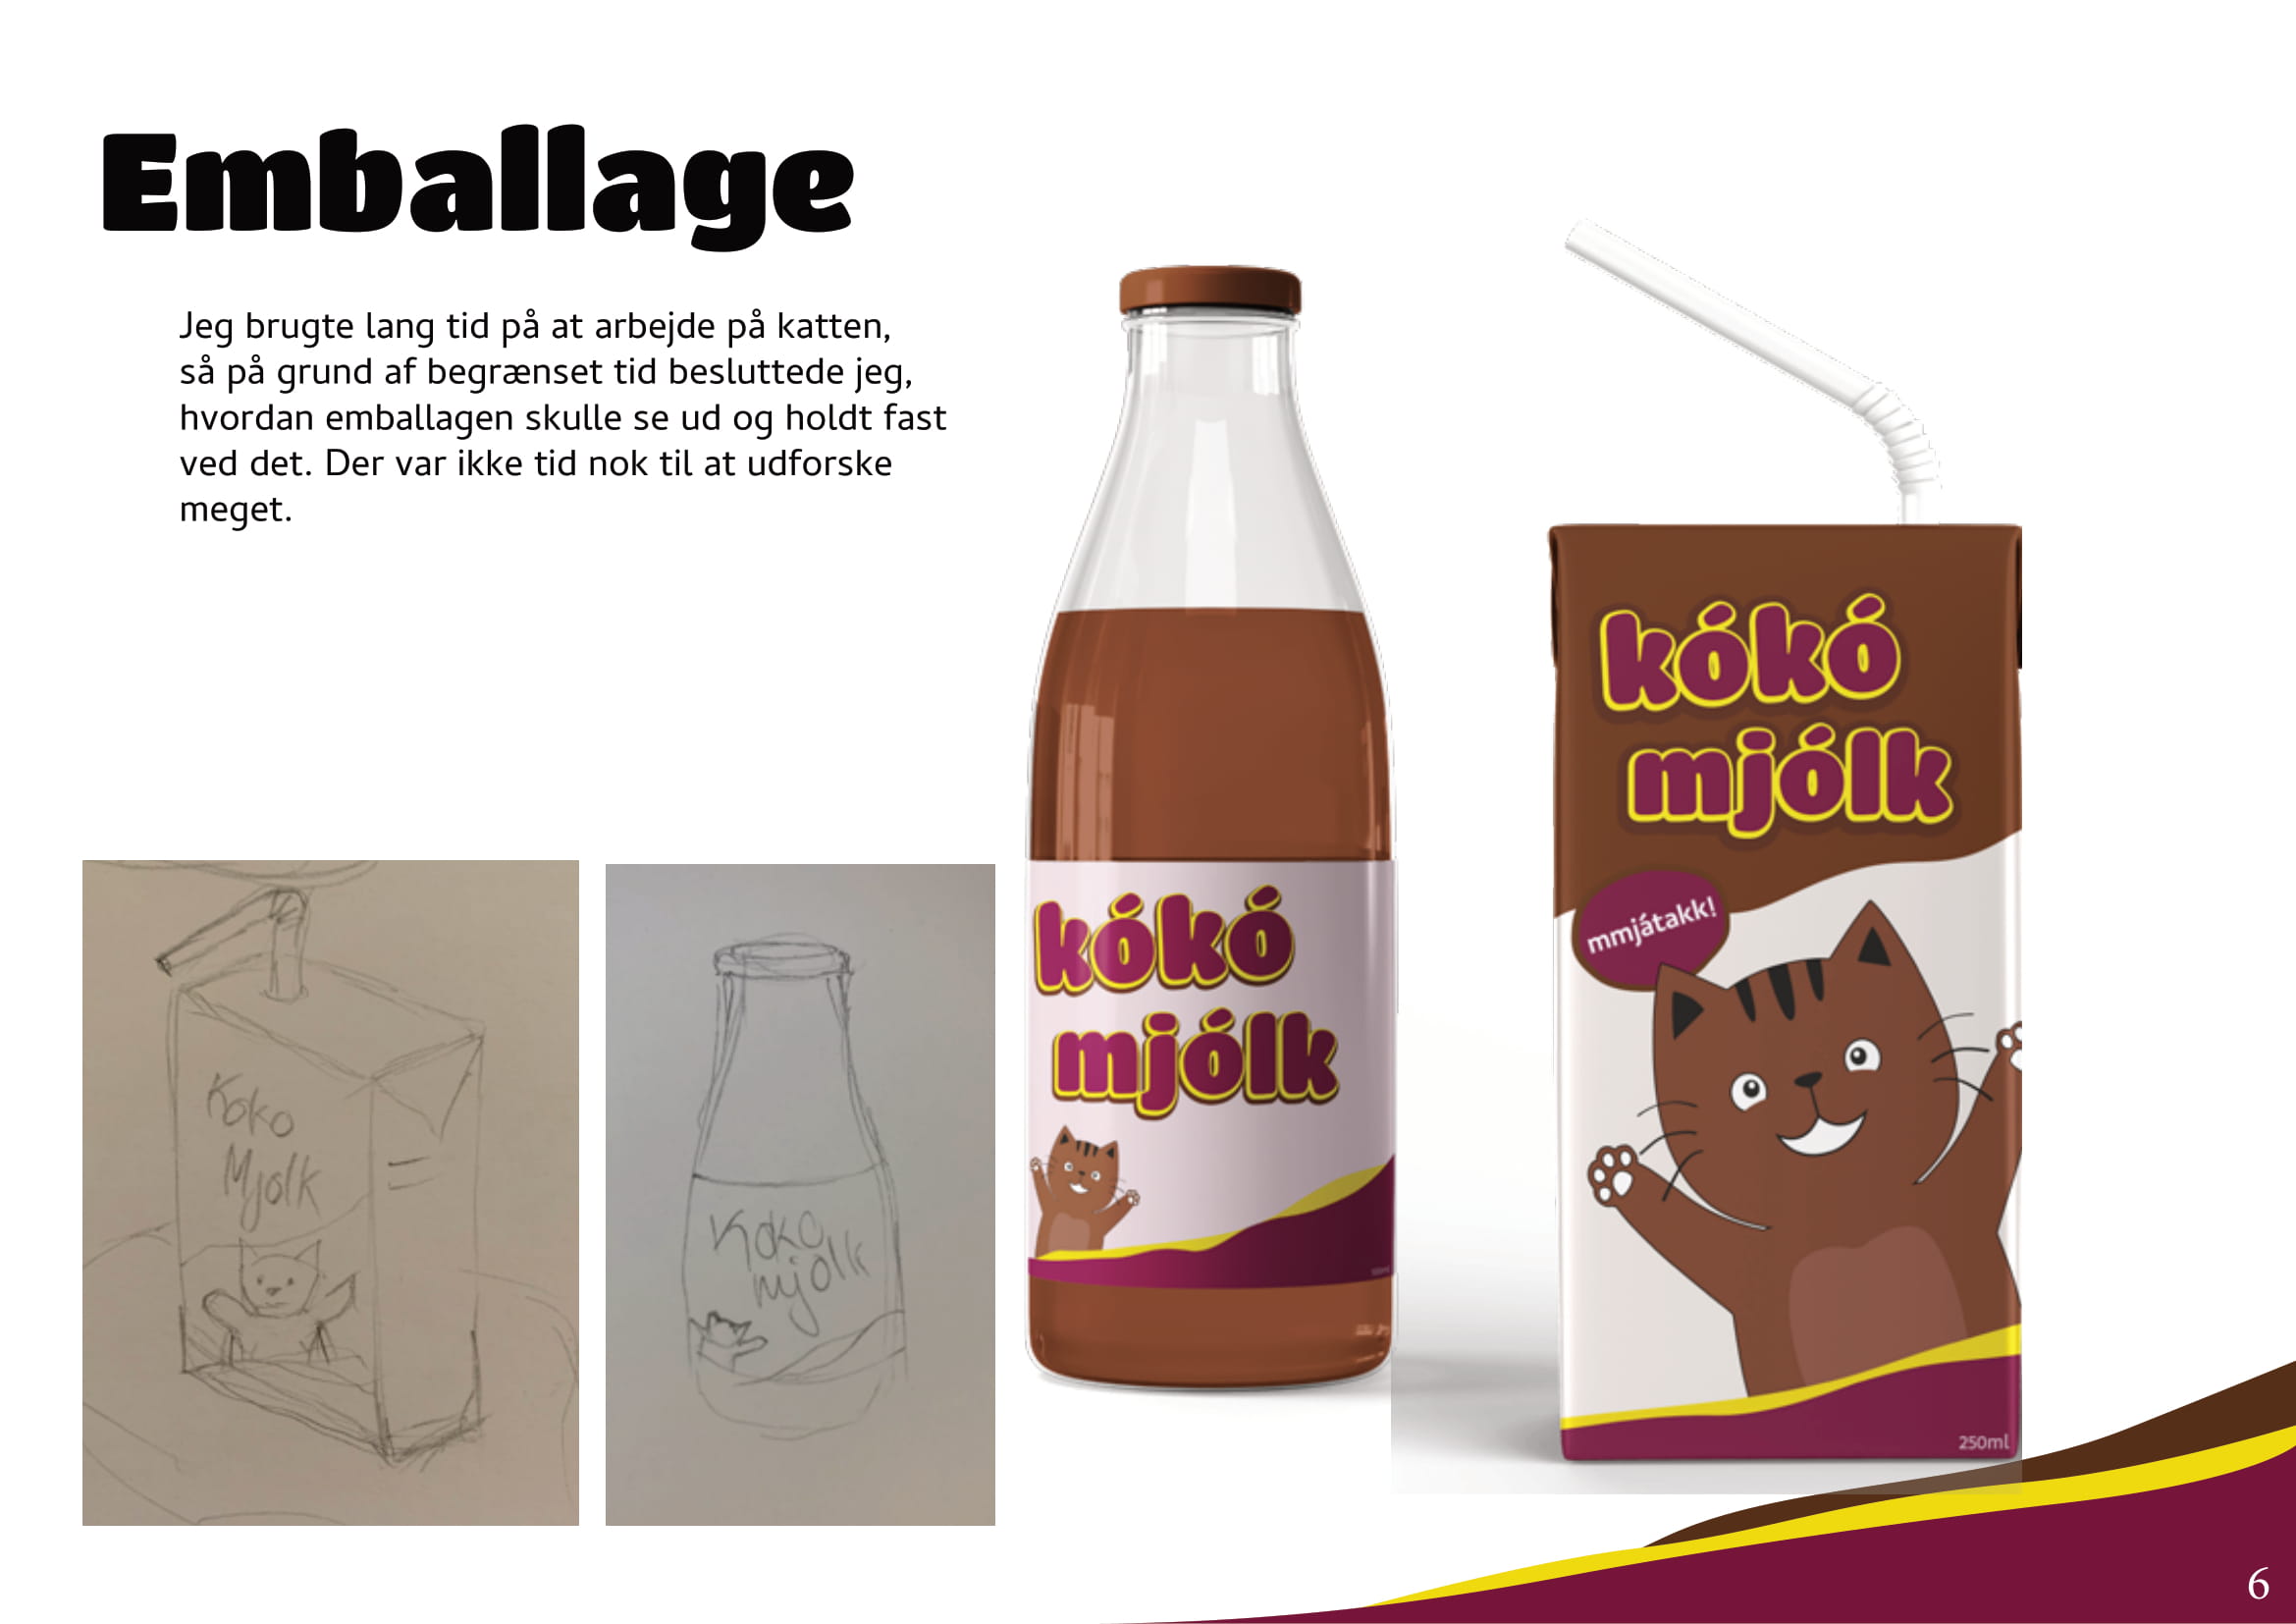 Emballage
Jeg brugte lang tid på at arbejde på katten,
så på grund af begrænset tid besluttede jeg,
hvordan emballagen skulle se ud og holdt fast
ved det. Der var ikke tid nok til at udforske
meget.
kókó
mjólk
mmjátakk!
250ml
kókó
mjólk
Koko
Mjolk
Koko
mjolk
6